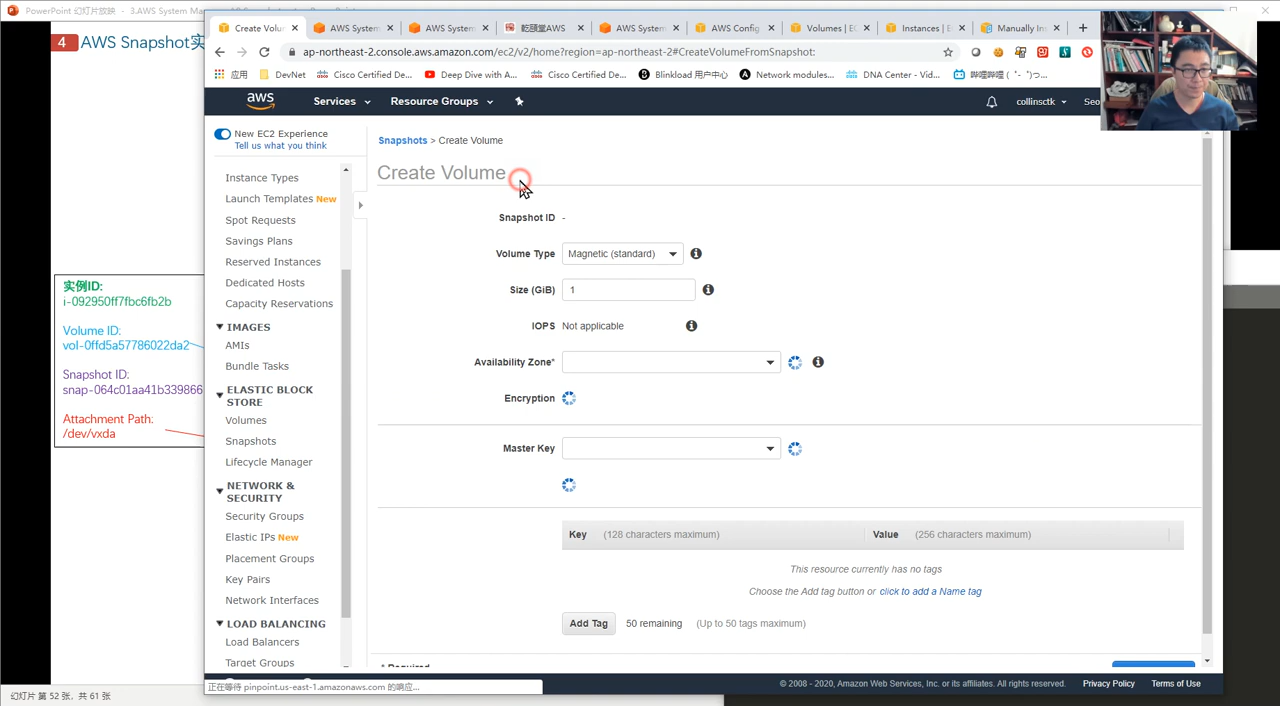 PowerPoint 幻灯片放映 - 3.AWS System Ma
4 AWS Snapshot实
实例ID:
i-092950ff7fbc6fb2b
Volume ID:
vol-0ffd5a57786022da2
Snapshot ID:
snap-064c01aa41b339866
Attachment Path:
/dev/vxda
幻灯片 第 52 张，共 61 张
Create Volu
AWS System
AWS System
乾颐堂AWS
AWS System
AWS Config
Volumes | EC
Instances | E
Manually In
ap-northeast-2.console.aws.amazon.com/ec2/v2/home?region=ap-northeast-2#CreateVolumeFromSnapshot:
应用
DevNet
Cisco Certified De...
Deep Dive with A...
Cisco Certified De...
Blinkload 用户中心
Network modules...
DNA Center - Vid...
哔哩哔哩 ( ゜- ゜)つ...
aws
Services
Resource Groups
collinsctk
Seo
New EC2 Experience
Tell us what you think
Instance Types
Launch Templates New
Spot Requests
Savings Plans
Reserved Instances
Dedicated Hosts
Capacity Reservations
IMAGES
AMIs
Bundle Tasks
ELASTIC BLOCK
STORE
Volumes
Snapshots
Lifecycle Manager
NETWORK &
SECURITY
Security Groups
Elastic IPs New
Placement Groups
Key Pairs
Network Interfaces
LOAD BALANCING
Load Balancers
Target Groups
Snapshots > Create Volume
Create Volume
Snapshot ID -
Volume Type Magnetic (standard)
Size (GiB) 1
IOPS Not applicable
Availability Zone*
Encryption
Master Key
Key (128 characters maximum) Value (256 characters maximum)
This resource currently has no tags
Choose the Add tag button or click to add a Name tag
Add Tag 50 remaining (Up to 50 tags maximum)
* Required
正在等待 pinpoint.us-east-1.amazonaws.com 的响应...
© 2008 - 2020, Amazon Web Services, Inc. or its affiliates. All rights reserved. Privacy Policy Terms of Use